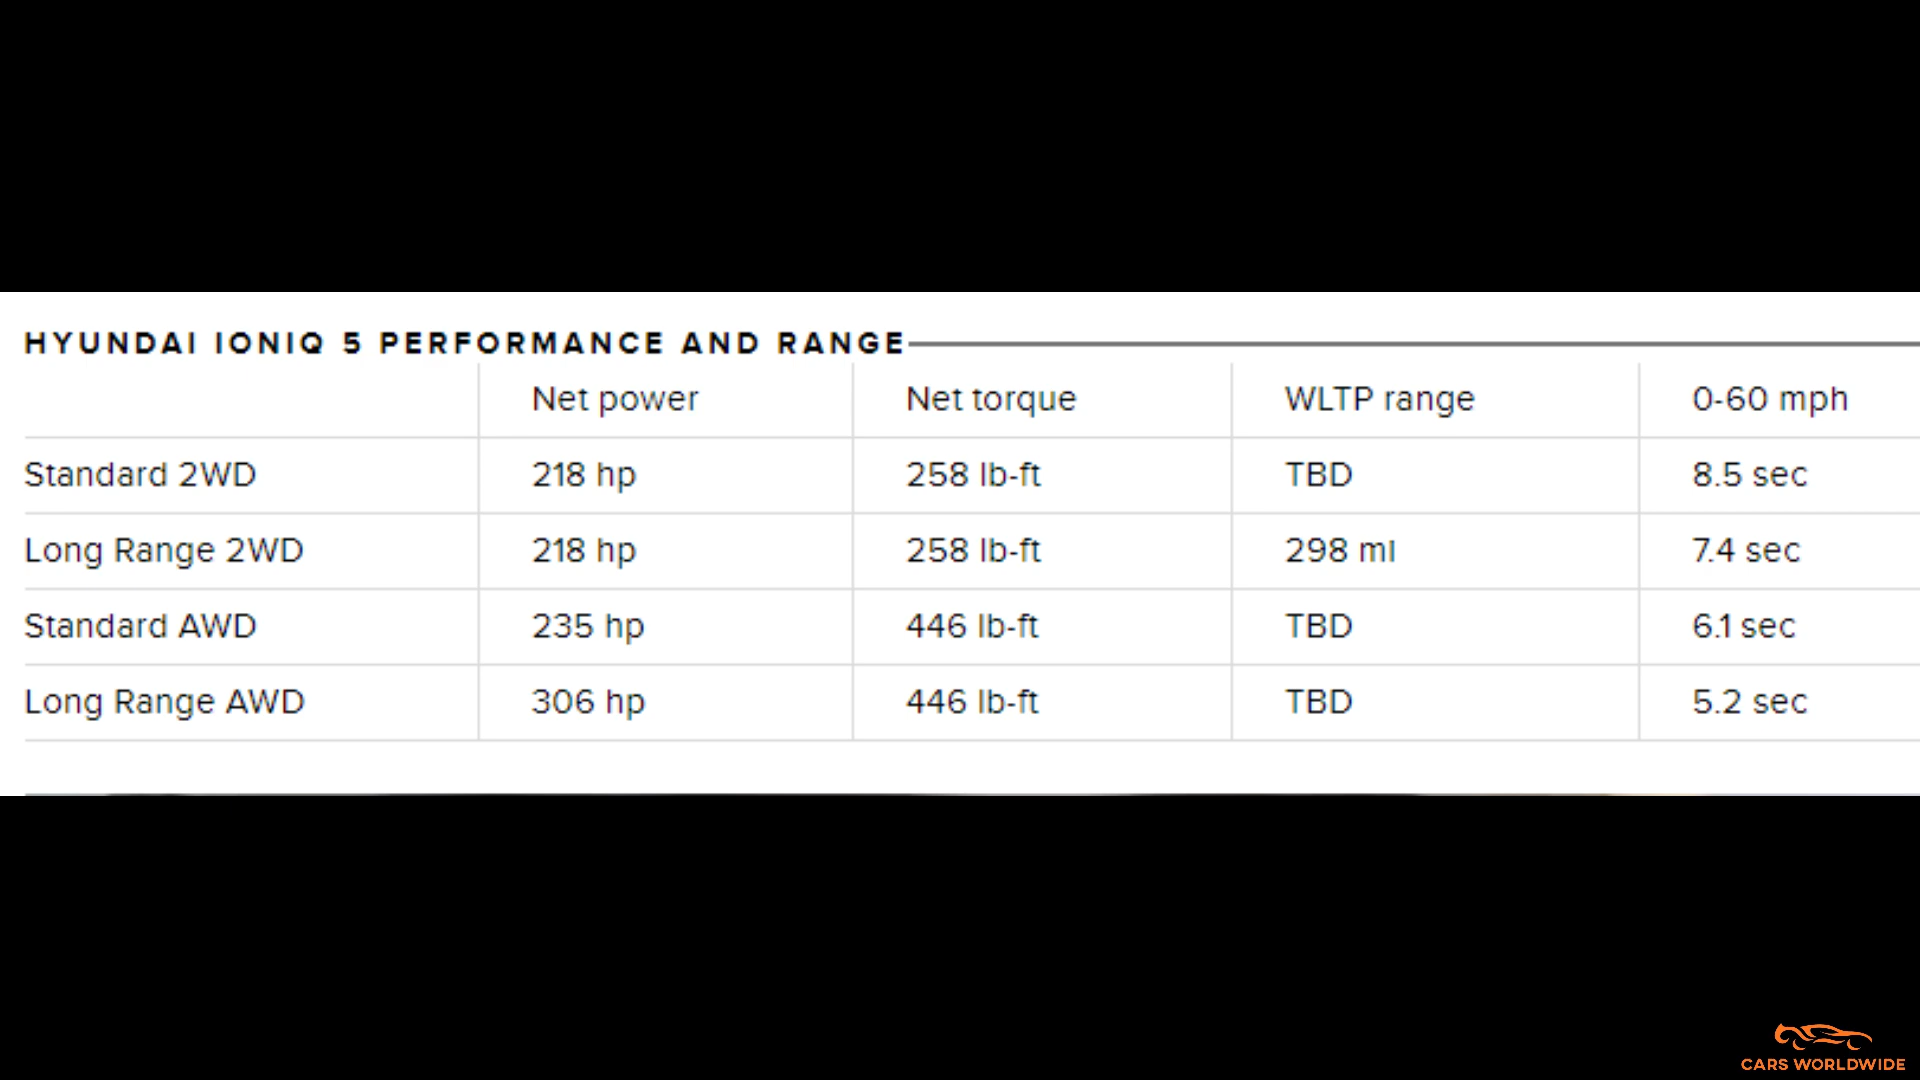 HYUNDAI IONIQ 5 PERFORMANCE AND RANGE
Net power Net torque WLTP range 0-60 mph
Standard 2WD 218 hp 258 lb-ft TBD 8.5 sec
Long Range 2WD 218 hp 258 lb-ft 298 mi 7.4 sec
Standard AWD 235 hp 446 lb-ft TBD 6.1 sec
Long Range AWD 306 hp 446 lb-ft TBD 5.2 sec
CARS WORLDWIDE